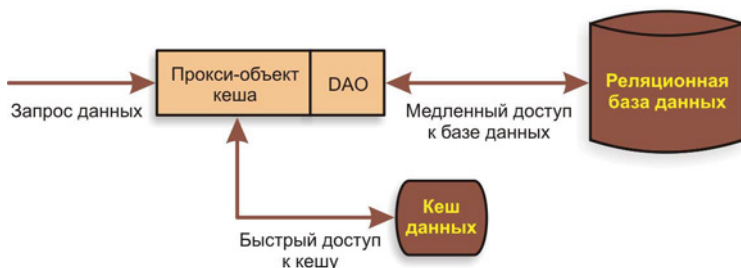 Запрос данных
Прокси-объект
кеша
DAO
Медленный доступ
к базе данных
Реляционная
база данных
Быстрый доступ
к кешу
Кеш
данных